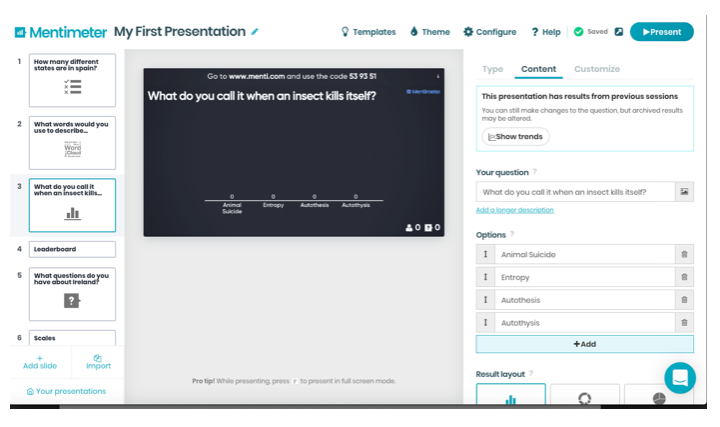 Mentimeter My First Presentation
Templates Theme Configure ? Help Saved Present
1 How many different
states are in spain?
2 What words would you
use to describe...
Word
Cloud
3 What do you call it
when an insect kills...
4 Leaderboard
5 What questions do you
have about Ireland?
?
6 Scales
+
Add slide Import
Your presentations
Go to www.menti.com and use the code 53 93 51
What do you call it when an insect kills itself?
Mentimeter
0 0 0 0
Animal
Suicide Entropy Autothesis Autothysis
0 0
Pro tip! While presenting, press F to present in full screen mode.
Type Content Customize
This presentation has results from previous sessions
You can still make changes to the question, but archived results
may be altered.
Show trends
Your question ?
What do you call it when an insect kills itself?
Add a longer description
Options ?
Animal Suicide
Entropy
Autothesis
Autothysis
+Add
Result layout ?